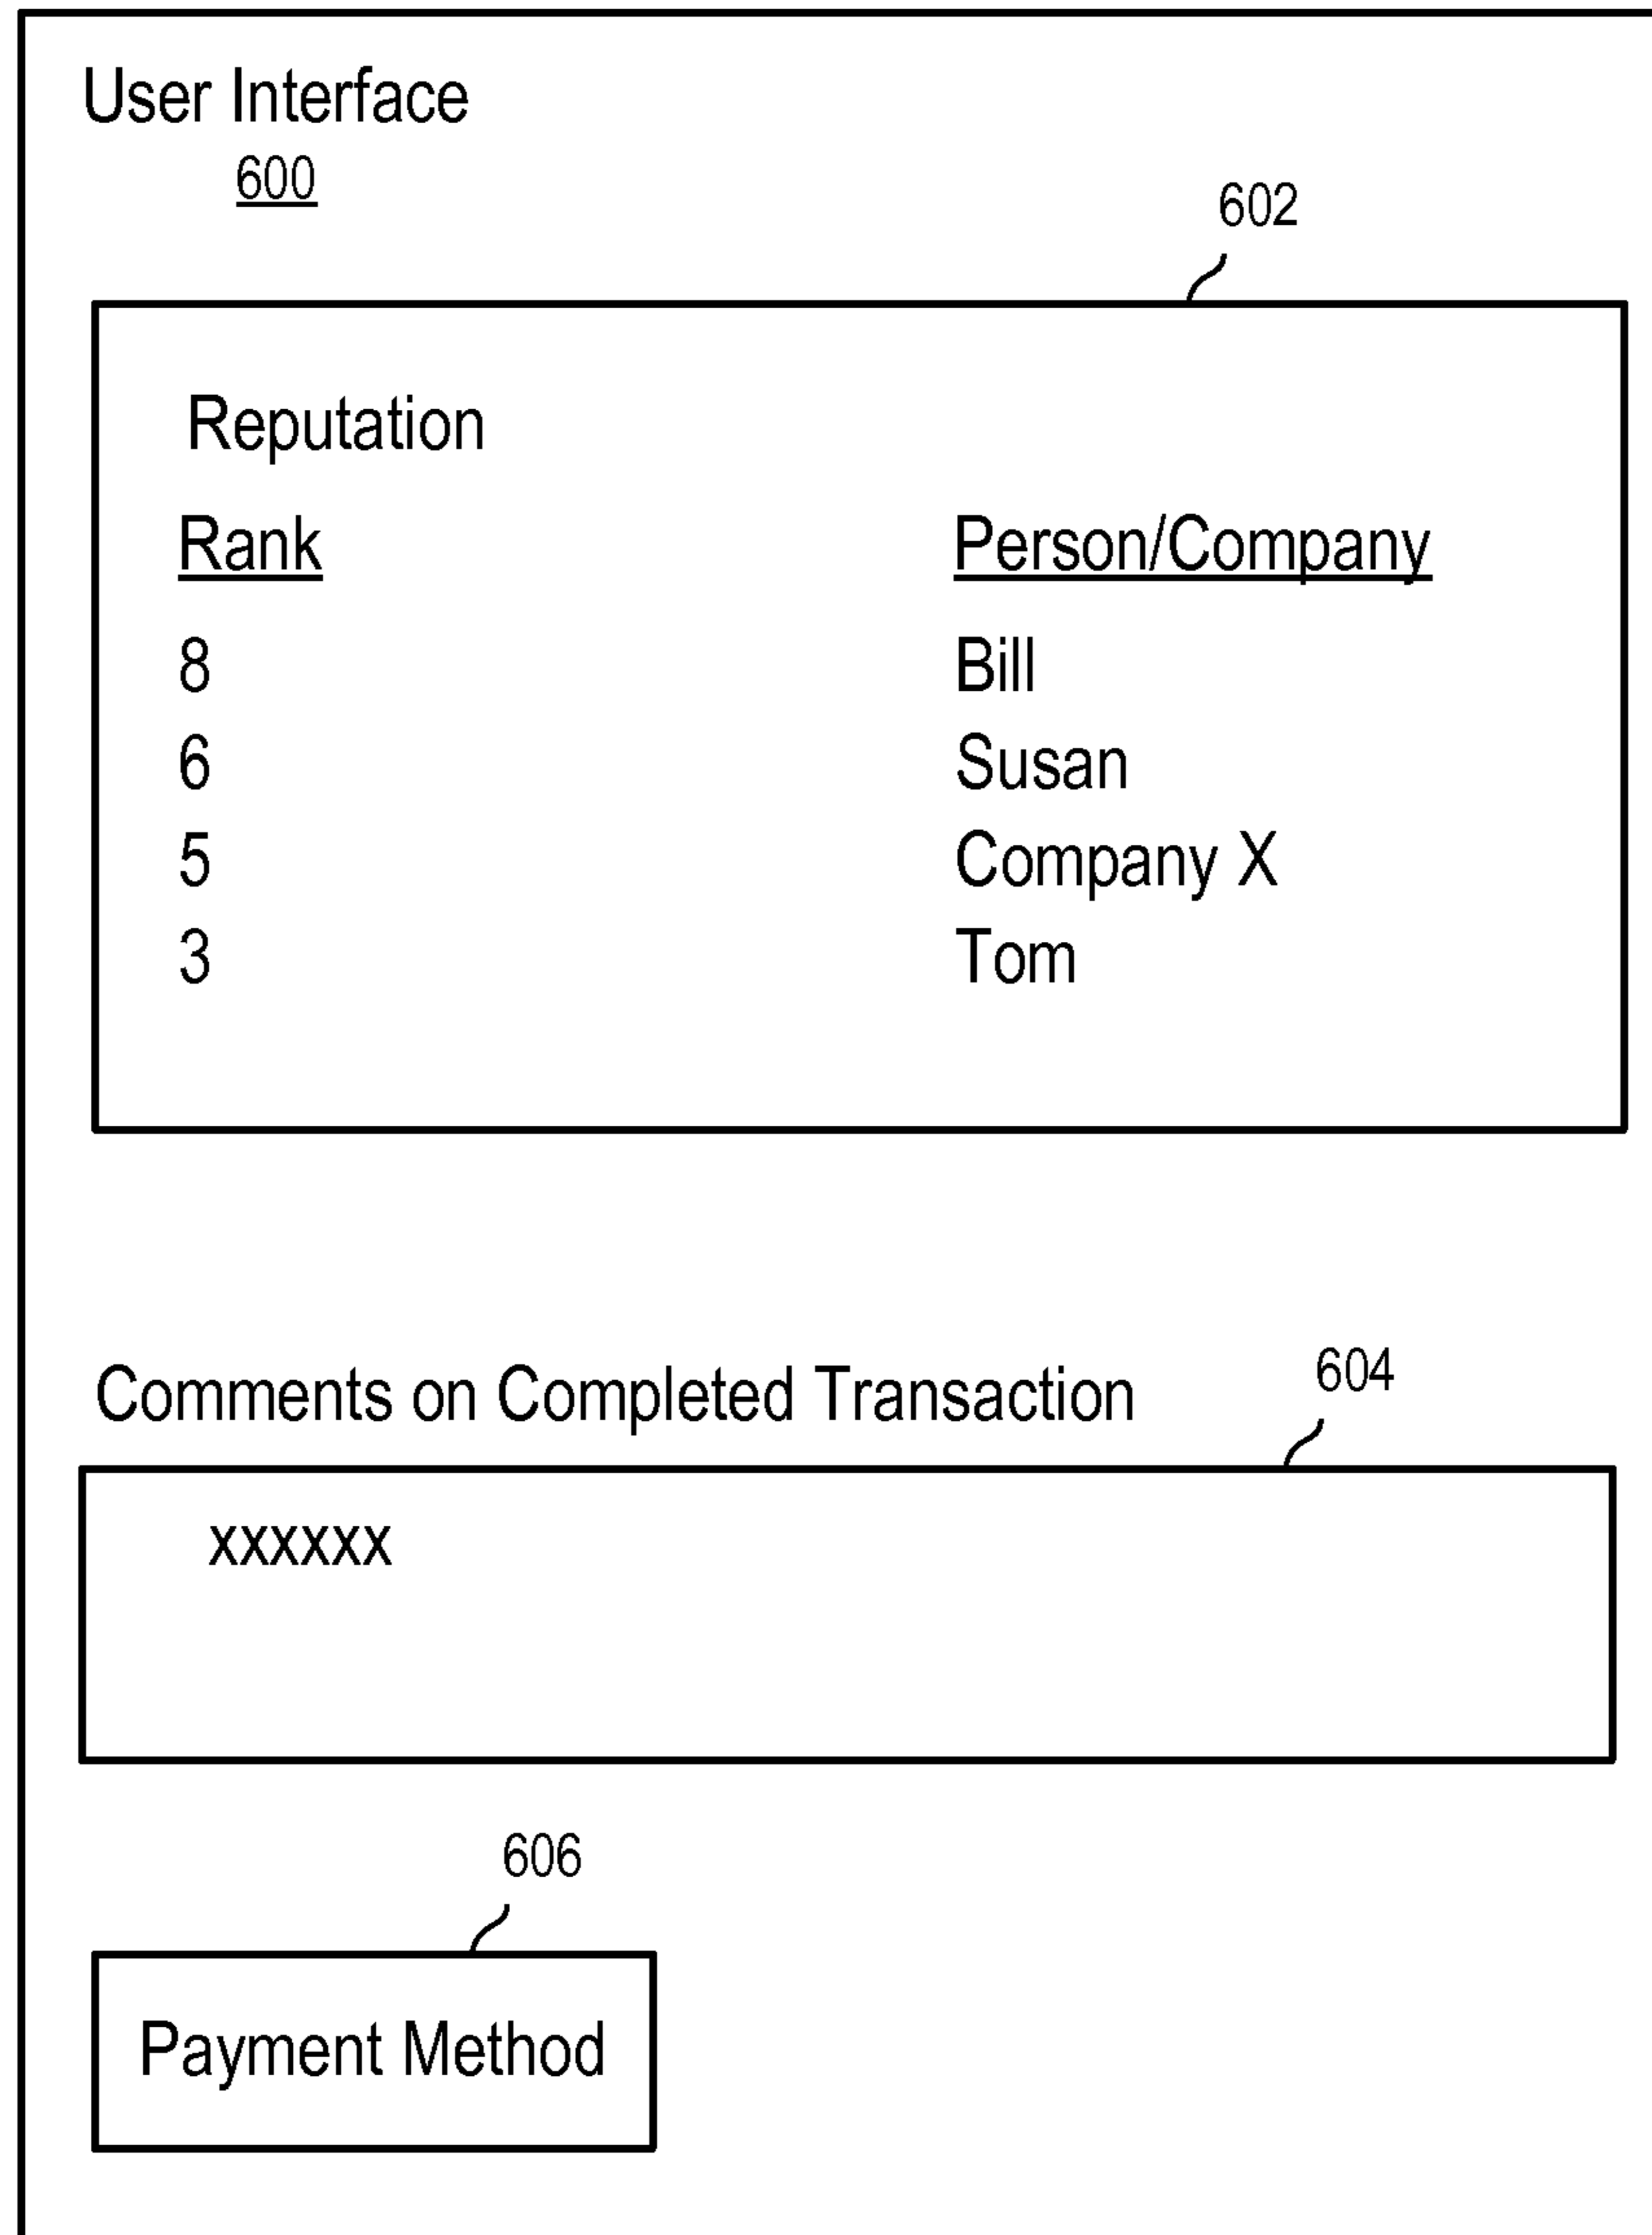 User Interface
600
602
Reputation
Rank Person/Company
8 Bill
6 Susan
5 Company X
3 Tom
Comments on Completed Transaction 604
xxxxxx
606
Payment Method